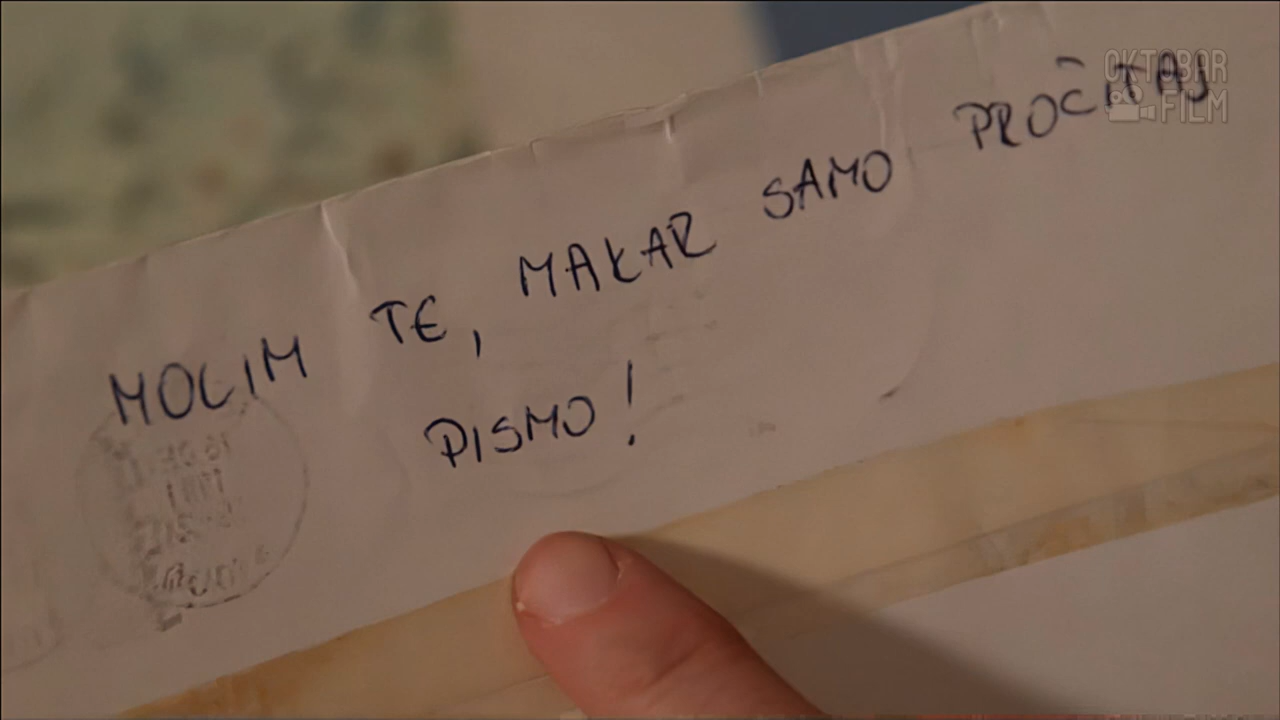 OKTOBAR
FILM
MOLIM TE, MAKAR SAMO PROČITAJ
PISMO!